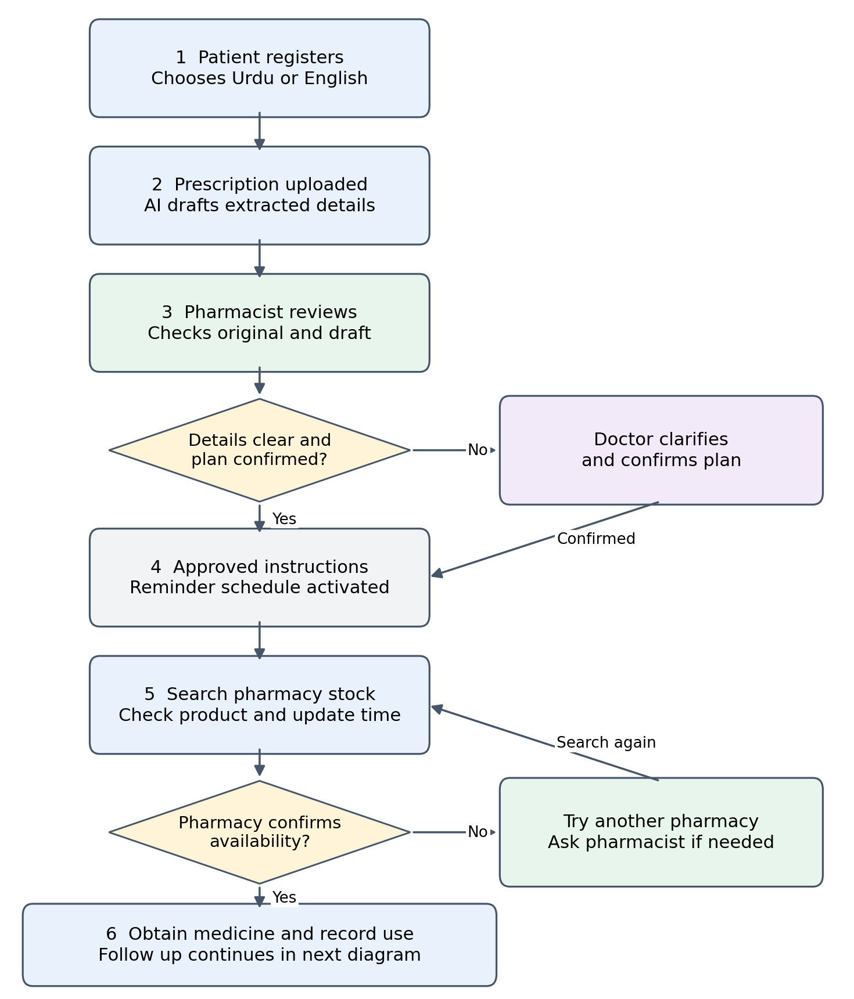 1  Patient registers
Chooses Urdu or English
2  Prescription uploaded
AI drafts extracted details
3  Pharmacist reviews
Checks original and draft
Details clear and
plan confirmed?
No
Doctor clarifies
and confirms plan
Yes
Confirmed
4  Approved instructions
Reminder schedule activated
5  Search pharmacy stock
Check product and update time
Search again
Pharmacy confirms
availability?
No
Try another pharmacy
Ask pharmacist if needed
Yes
6  Obtain medicine and record use
Follow up continues in next diagram